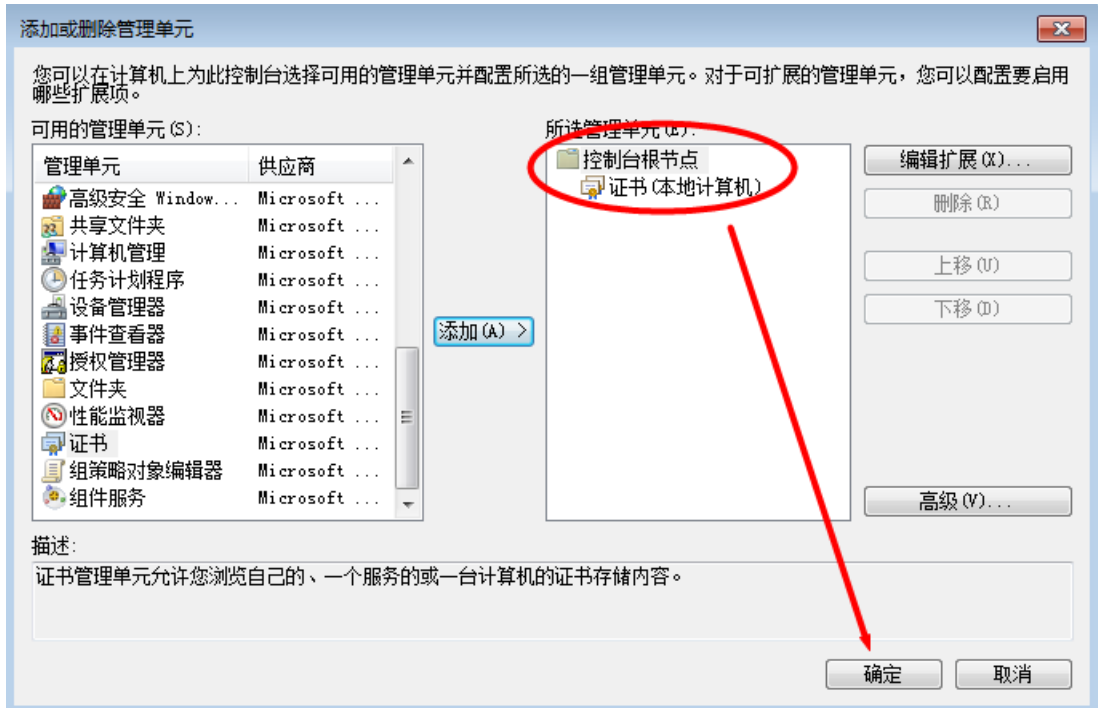 添加或删除管理单元
您可以在计算机上为此控制台选择可用的管理单元并配置所选的一组管理单元。对于可扩展的管理单元，您可以配置要启用
哪些扩展项。
可用的管理单元(S):
所选管理单元(E):
管理单元 供应商
高级安全 Window... Microsoft ...
共享文件夹 Microsoft ...
计算机管理 Microsoft ...
任务计划程序 Microsoft ...
设备管理器 Microsoft ...
事件查看器 Microsoft ...
授权管理器 Microsoft ...
文件夹 Microsoft ...
性能监视器 Microsoft ...
证书 Microsoft ...
组策略对象编辑器 Microsoft ...
组件服务 Microsoft ...
添加(A) >
控制台根节点
证书(本地计算机)
编辑扩展(X)...
删除(R)
上移(U)
下移(D)
高级(V)...
描述:
证书管理单元允许您浏览自己的、一个服务的或一台计算机的证书存储内容。
确定 取消